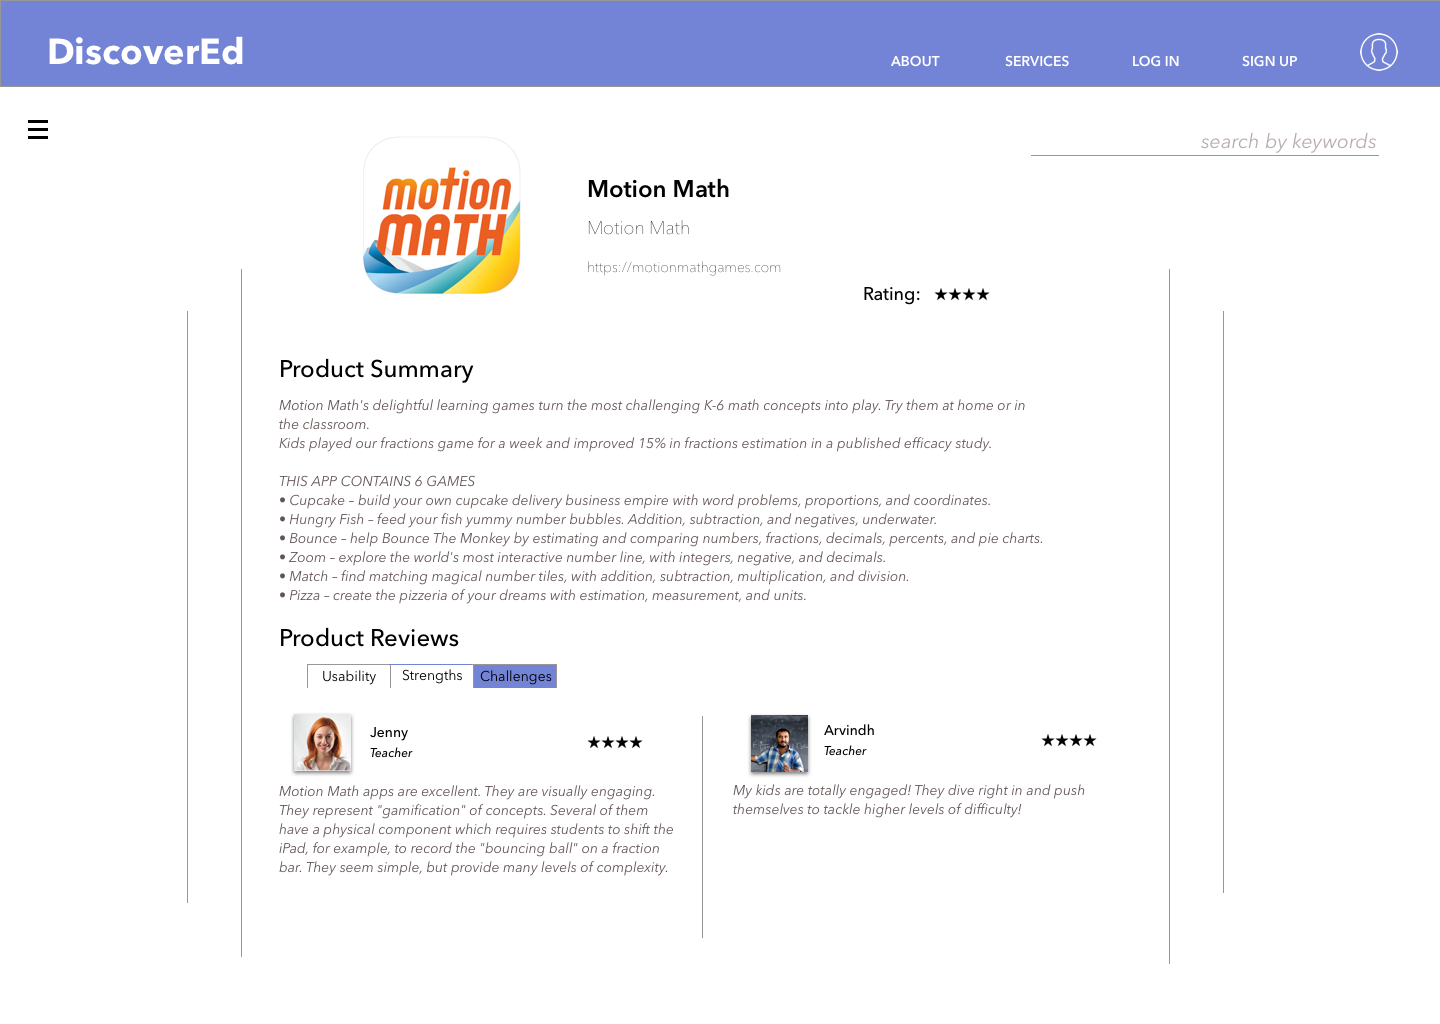 DiscoverEd
ABOUT
SERVICES
LOG IN
SIGN UP
search by keywords
motion
MATH
Motion Math
Motion Math
https://motionmathgames.com
Rating: ★★★★
Product Summary
Motion Math's delightful learning games turn the most challenging K-6 math concepts into play. Try them at home or in
the classroom.
Kids played our fractions game for a week and improved 15% in fractions estimation in a published efficacy study.
THIS APP CONTAINS 6 GAMES
• Cupcake – build your own cupcake delivery business empire with word problems, proportions, and coordinates.
• Hungry Fish – feed your fish yummy number bubbles. Addition, subtraction, and negatives, underwater.
• Bounce – help Bounce The Monkey by estimating and comparing numbers, fractions, decimals, percents, and pie charts.
• Zoom – explore the world's most interactive number line, with integers, negative, and decimals.
• Match – find matching magical number tiles, with addition, subtraction, multiplication, and division.
• Pizza – create the pizzeria of your dreams with estimation, measurement, and units.
Product Reviews
Usability
Strengths
Challenges
Jenny
Teacher
★★★★
Motion Math apps are excellent. They are visually engaging.
They represent "gamification" of concepts. Several of them
have a physical component which requires students to shift the
iPad, for example, to record the "bouncing ball" on a fraction
bar. They seem simple, but provide many levels of complexity.
Arvindh
Teacher
★★★★
My kids are totally engaged! They dive right in and push
themselves to tackle higher levels of difficulty!